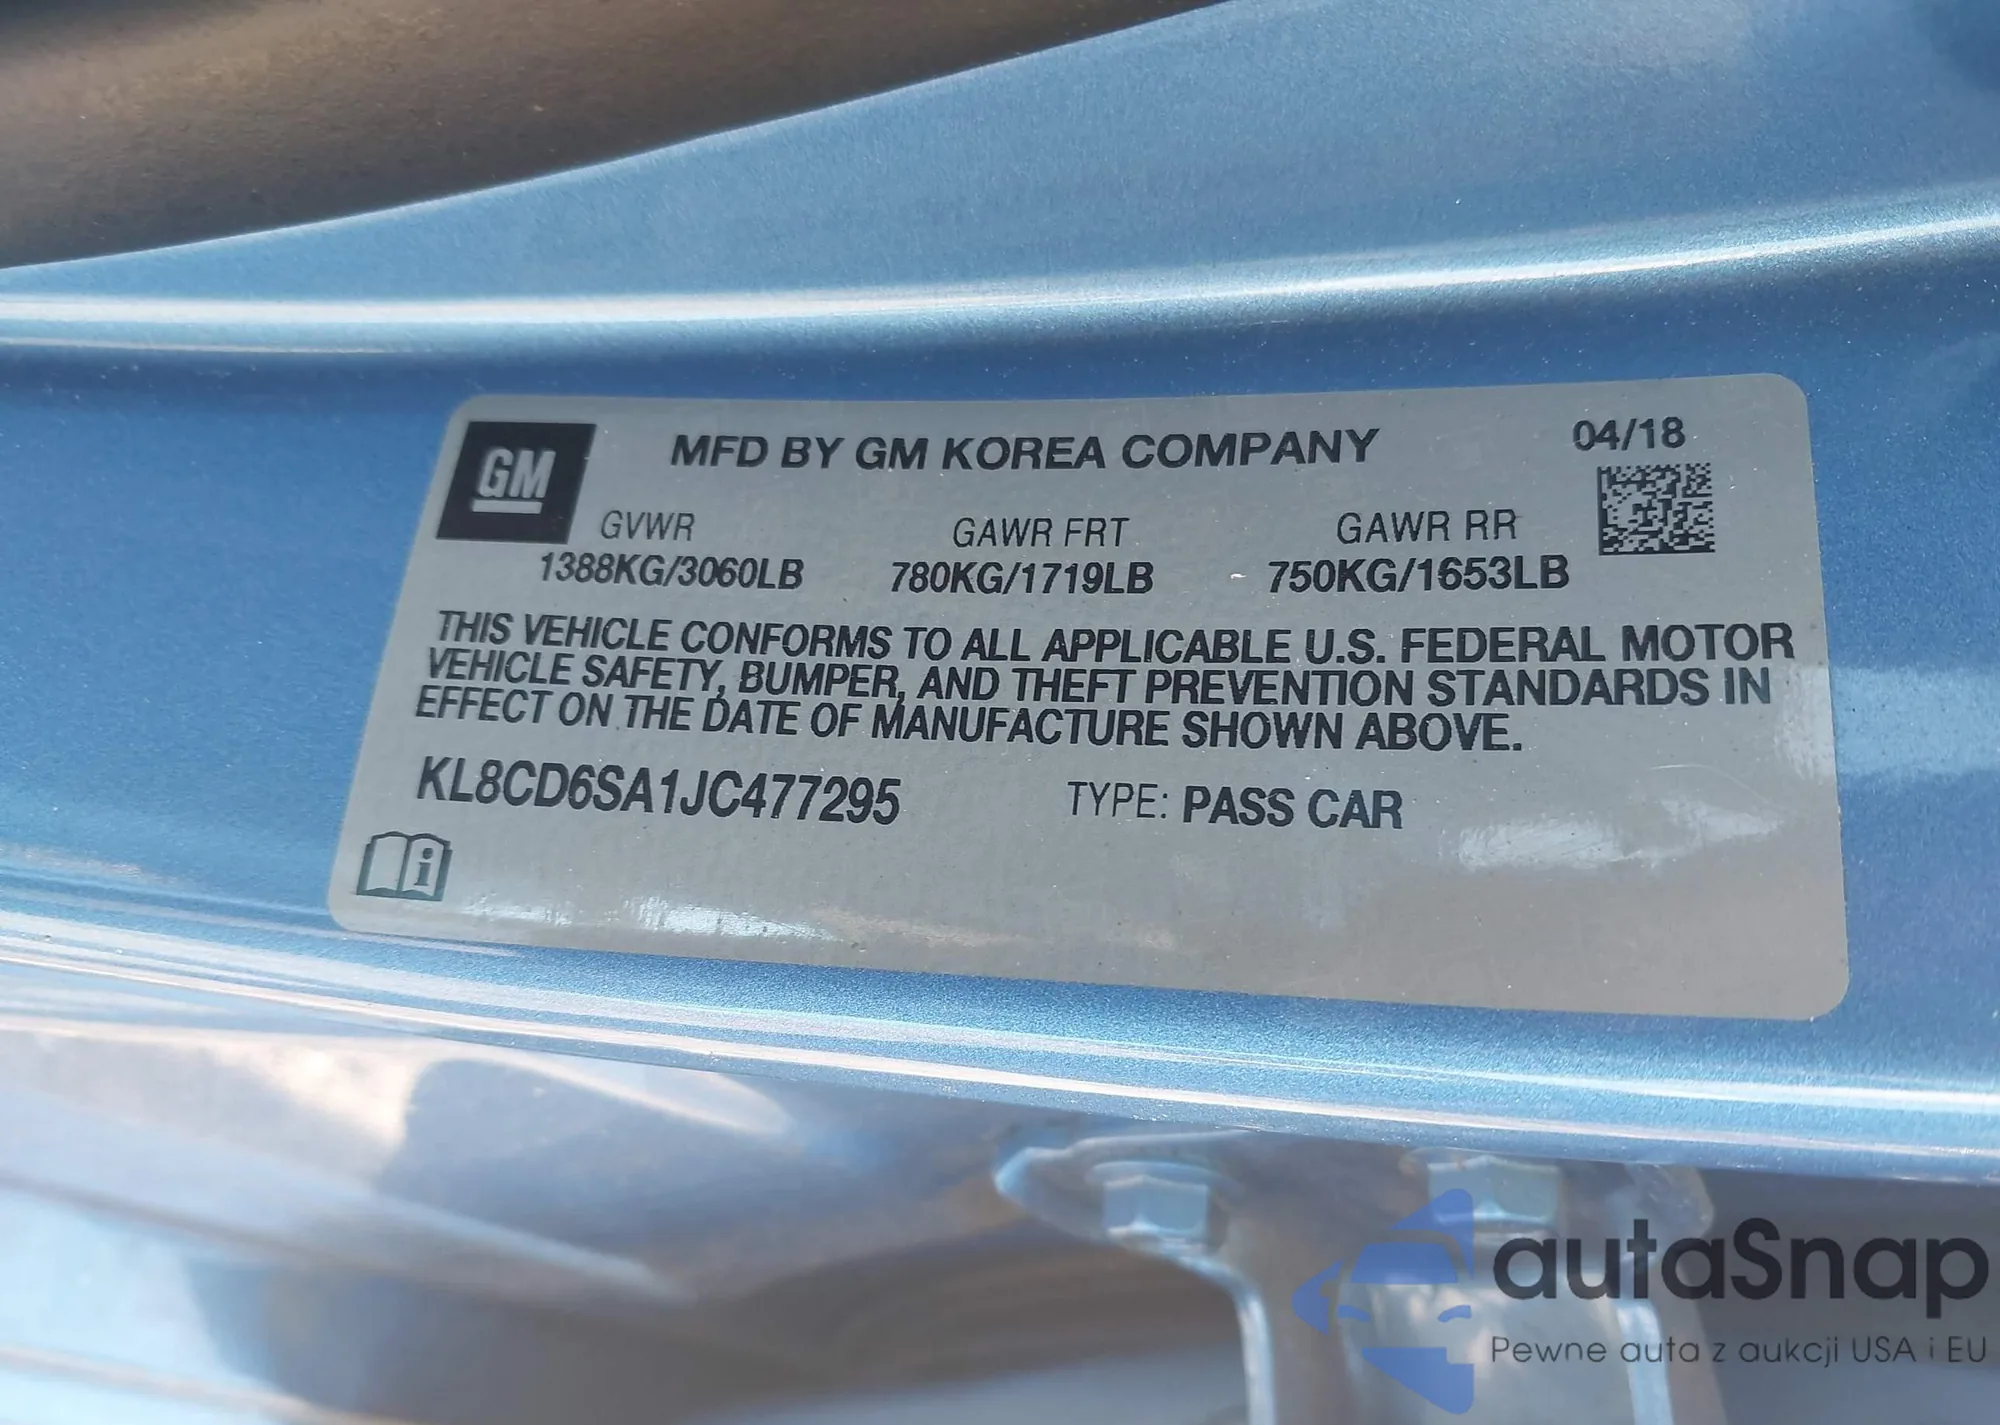 GM
MFD BY GM KOREA COMPANY
04/18
GVWR
GAWR FRT
GAWR RR
1388KG/3060LB
780KG/1719LB
750KG/1653LB
THIS VEHICLE CONFORMS TO ALL APPLICABLE U.S. FEDERAL MOTOR
VEHICLE SAFETY, BUMPER, AND THEFT PREVENTION STANDARDS IN
EFFECT ON THE DATE OF MANUFACTURE SHOWN ABOVE.
KL8CD6SA1JC477295
TYPE: PASS CAR
i
autaSnap
Pewne auta z aukcji USA i EU